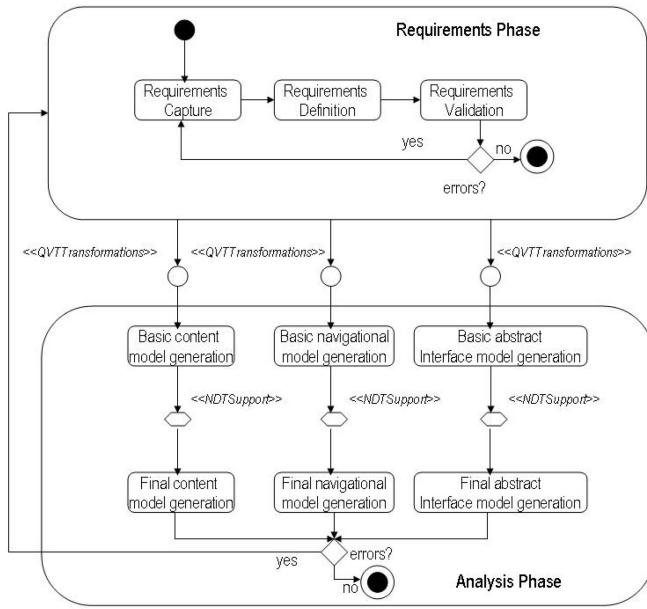 Requirements Phase
Requirements
Capture
Requirements
Definition
Requirements
Validation
yes
no
errors?
<<QVTTransformations>>
<<QVTTransformations>>
<<QVTTransformations>>
Basic content
model generation
Basic navigational
model generation
Basic abstract
Interface model generation
<<NDTSupport>>
<<NDTSupport>>
<<NDTSupport>>
Final content
model generation
Final navigational
model generation
Final abstract
Interface model generation
yes
errors?
no
Analysis Phase